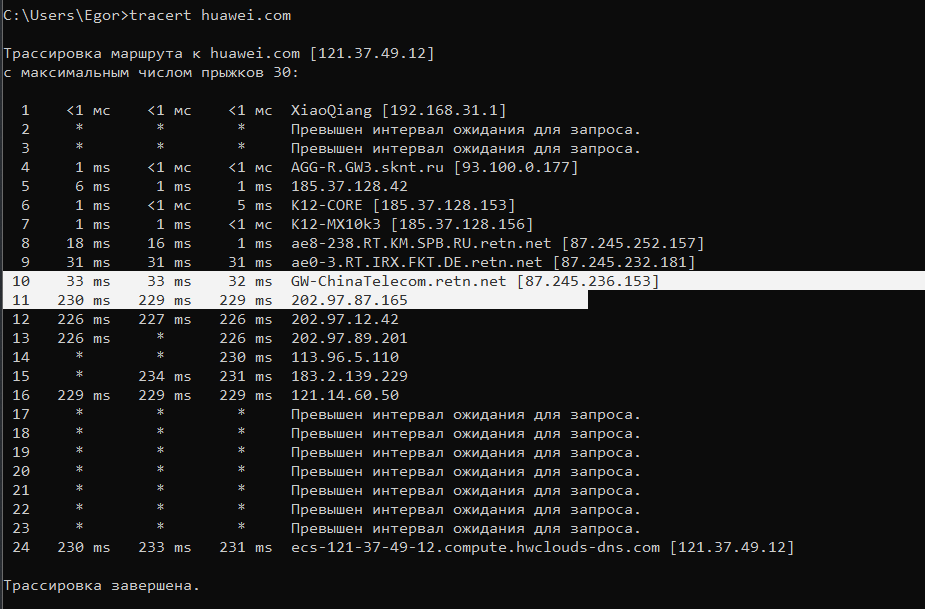 C:\Users\Egor>tracert huawei.com
Трассировка маршрута к huawei.com [121.37.49.12]
с максимальным числом прыжков 30:
1 <1 мс <1 мс <1 мс XiaoQiang [192.168.31.1]
2 * * * Превышен интервал ожидания для запроса.
3 * * * Превышен интервал ожидания для запроса.
4 1 ms <1 мс <1 мс AGG-R.GW3.sknt.ru [93.100.0.177]
5 6 ms 1 ms 1 ms 185.37.128.42
6 1 ms <1 мс 5 ms K12-CORE [185.37.128.153]
7 1 ms 1 ms <1 мс K12-MX10k3 [185.37.128.156]
8 18 ms 16 ms 1 ms ae8-238.RT.KM.SPB.RU.retn.net [87.245.252.157]
9 31 ms 31 ms 31 ms ae0-3.RT.IRX.FKT.DE.retn.net [87.245.232.181]
10 33 ms 33 ms 32 ms GW-ChinaTelecom.retn.net [87.245.236.153]
11 230 ms 229 ms 229 ms 202.97.87.165
12 226 ms 227 ms 226 ms 202.97.12.42
13 226 ms * 226 ms 202.97.89.201
14 * * 230 ms 113.96.5.110
15 * 234 ms 231 ms 183.2.139.229
16 229 ms 229 ms 229 ms 121.14.60.50
17 * * * Превышен интервал ожидания для запроса.
18 * * * Превышен интервал ожидания для запроса.
19 * * * Превышен интервал ожидания для запроса.
20 * * * Превышен интервал ожидания для запроса.
21 * * * Превышен интервал ожидания для запроса.
22 * * * Превышен интервал ожидания для запроса.
23 * * * Превышен интервал ожидания для запроса.
24 230 ms 233 ms 231 ms ecs-121-37-49-12.compute.hwclouds-dns.com [121.37.49.12]
Трассировка завершена.